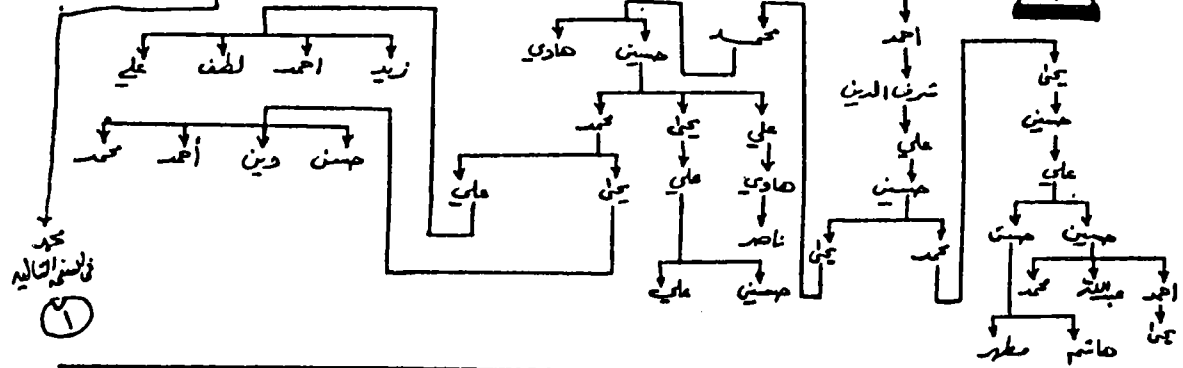 احمد
شرف الدين
علي
حسين
محمد
يحيى
يحيى
حسين
علي
حسين
حسن
احمد
عبدالله
محمد
يحيى
هاشم
مطهر
محمد
حسين
هادي
علي
يحيى
محمد
هادي
ناصر
علي
حسين
علي
يحيى
علي
زيد
احمد
لطف
علي
حسن
وين
أحمد
محمد
محمد
في الصفحة التالية
١